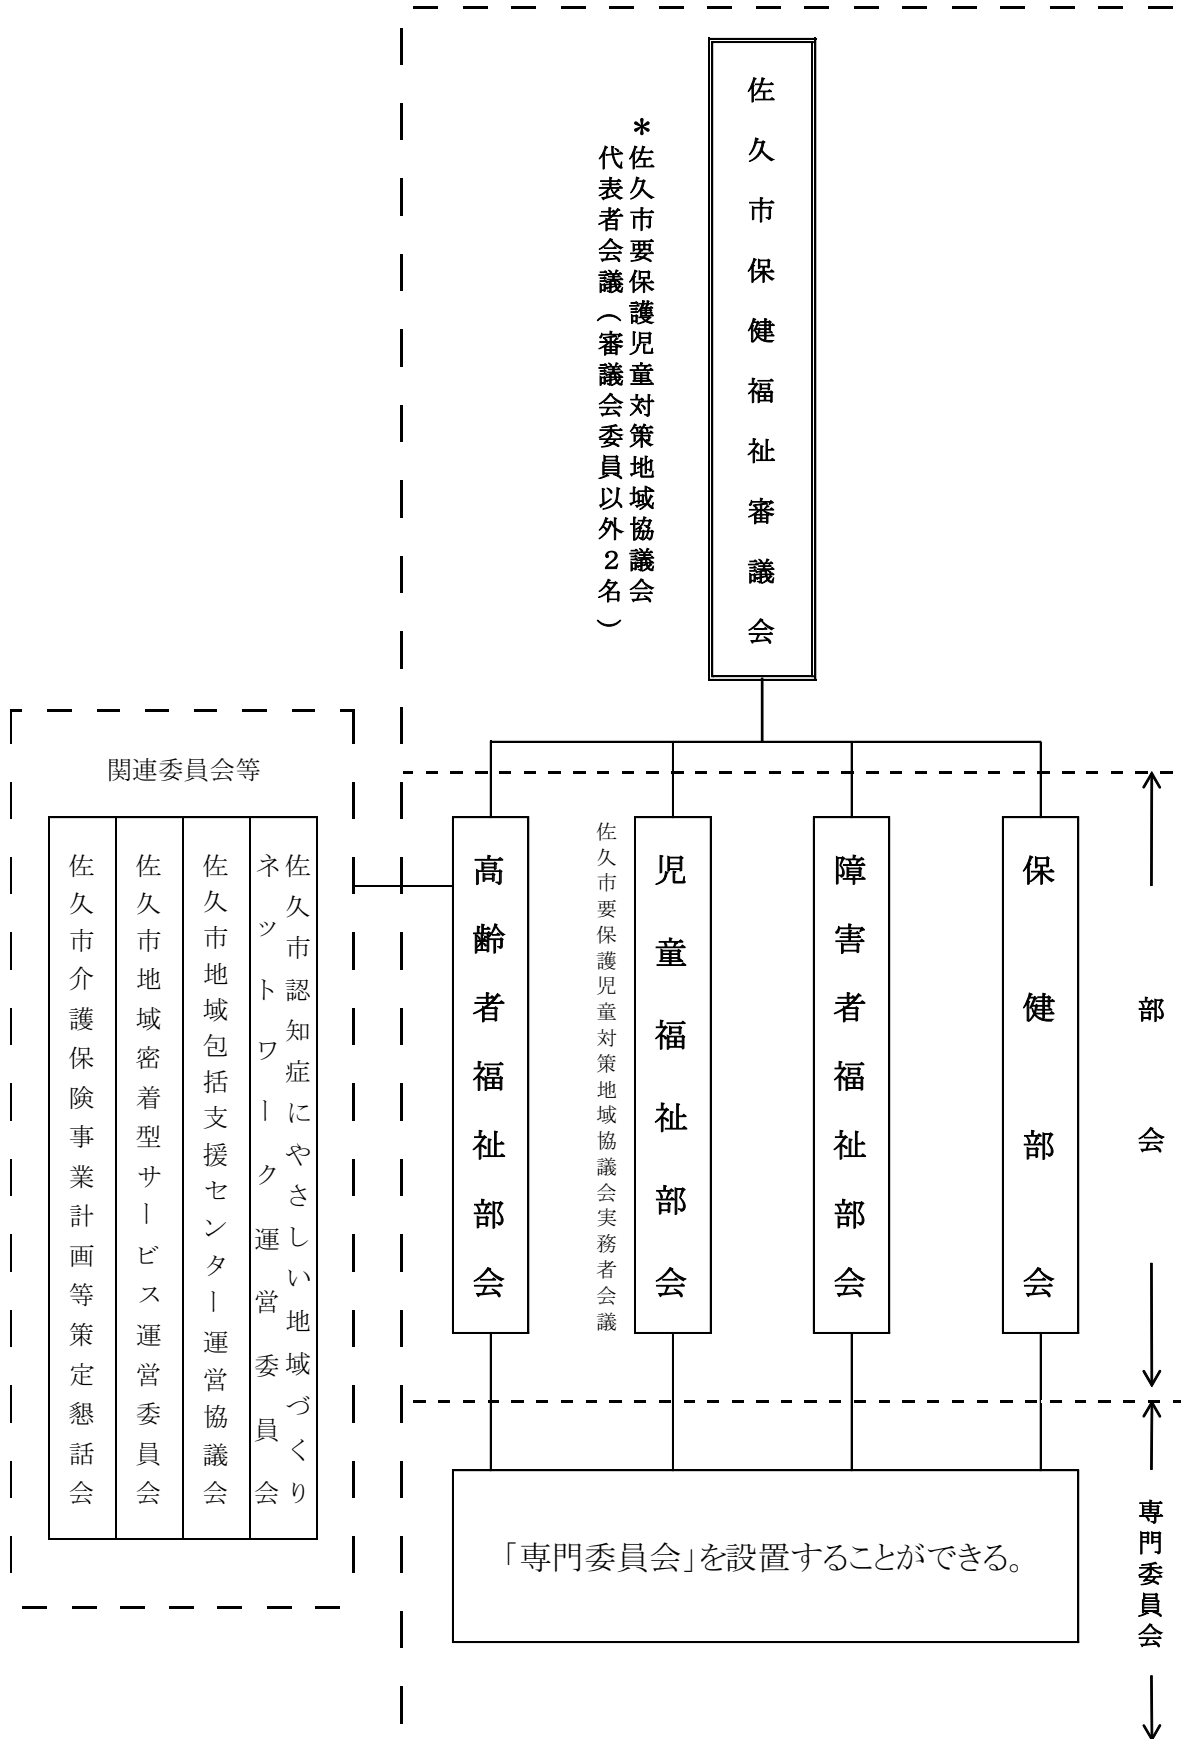 佐久市保健福祉審議会
＊佐久市要保護児童対策地域協議会
代表者会議（審議会委員以外２名）
部会
保健部会
障害者福祉部会
児童福祉部会
佐久市要保護児童対策地域協議会実務者会議
高齢者福祉部会
関連委員会等
佐久市認知症にやさしい地域づくり
ネットワーク運営委員会
佐久市地域包括支援センター運営協議会
佐久市地域密着型サービス運営委員会
佐久市介護保険事業計画等策定懇話会
専門委員会
「専門委員会」を設置することができる。